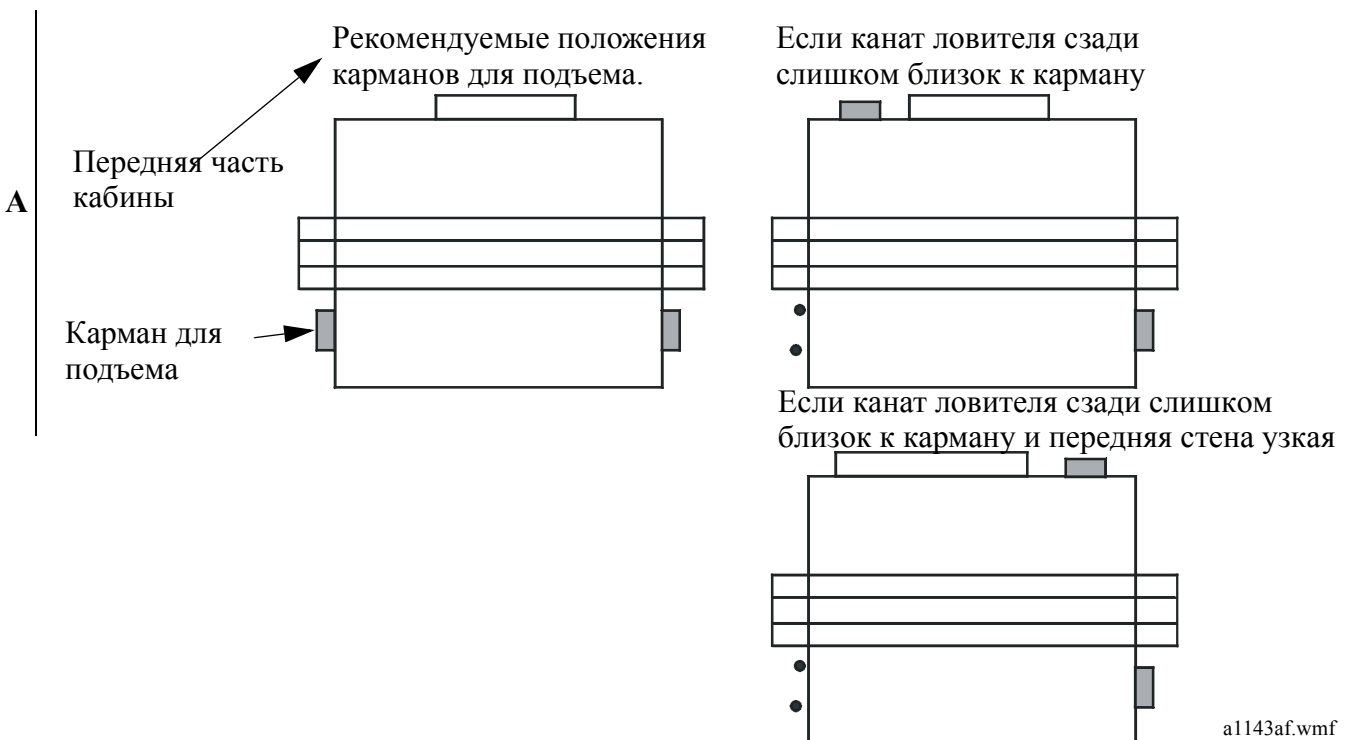 Рекомендуемые положения
карманов для подъема.
Если канат ловителя сзади
слишком близок к карману
Передняя часть
кабины
A
Карман для
подъема
Если канат ловителя сзади слишком
близок к карману и передняя стена узкая
a1143af.wmf